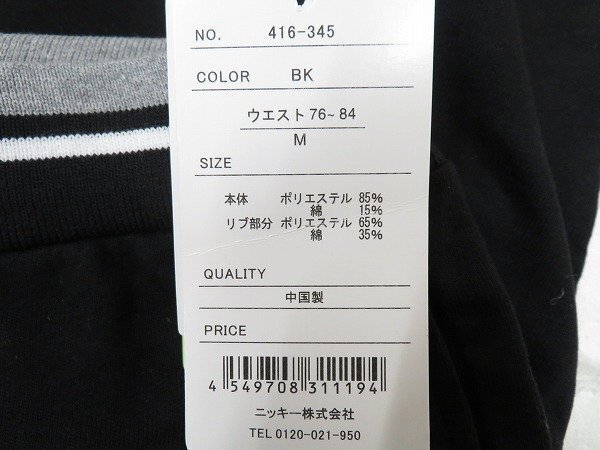 NO. 416-345
COLOR BK
ウエスト 76~84
M
SIZE
本体 ポリエステル 85%
綿 15%
リブ部分 ポリエステル 65%
綿 35%
QUALITY
中国製
PRICE
4 549708 311194
ニッキー株式会社
TEL 0120-021-950